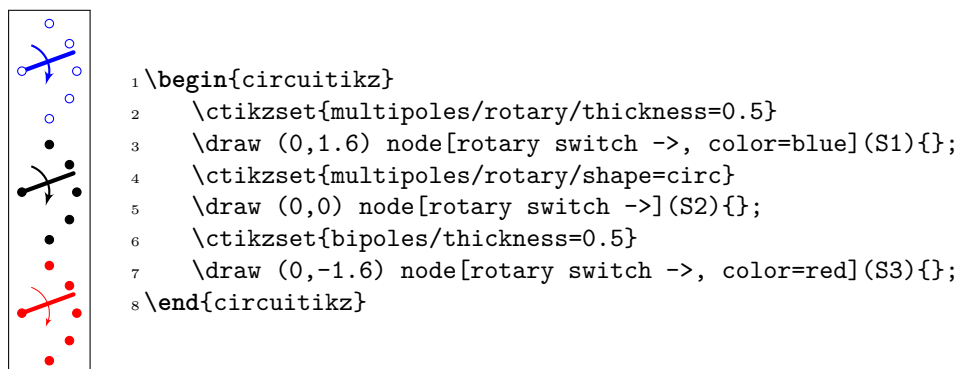 1 \begin{circuitikz}
2     \ctikzset{multipoles/rotary/thickness=0.5}
3     \draw (0,1.6) node[rotary switch ->, color=blue](S1){};
4     \ctikzset{multipoles/rotary/shape=circ}
5     \draw (0,0) node[rotary switch ->](S2){};
6     \ctikzset{bipoles/thickness=0.5}
7     \draw (0,-1.6) node[rotary switch ->, color=red](S3){};
8 \end{circuitikz}